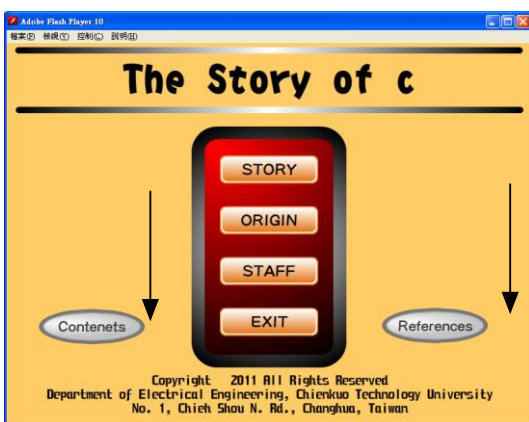 Adobe Flash Player 10
檔案(F) 檢視(V) 控制(C) 說明(H)
The Story of c
STORY
ORIGIN
STAFF
EXIT
Contenets
References
Copyright 2011 All Rights Reserved
Department of Electrical Engineering, Chienkuo Technology University
No. 1, Chieh Shou N. Rd., Changhua, Taiwan